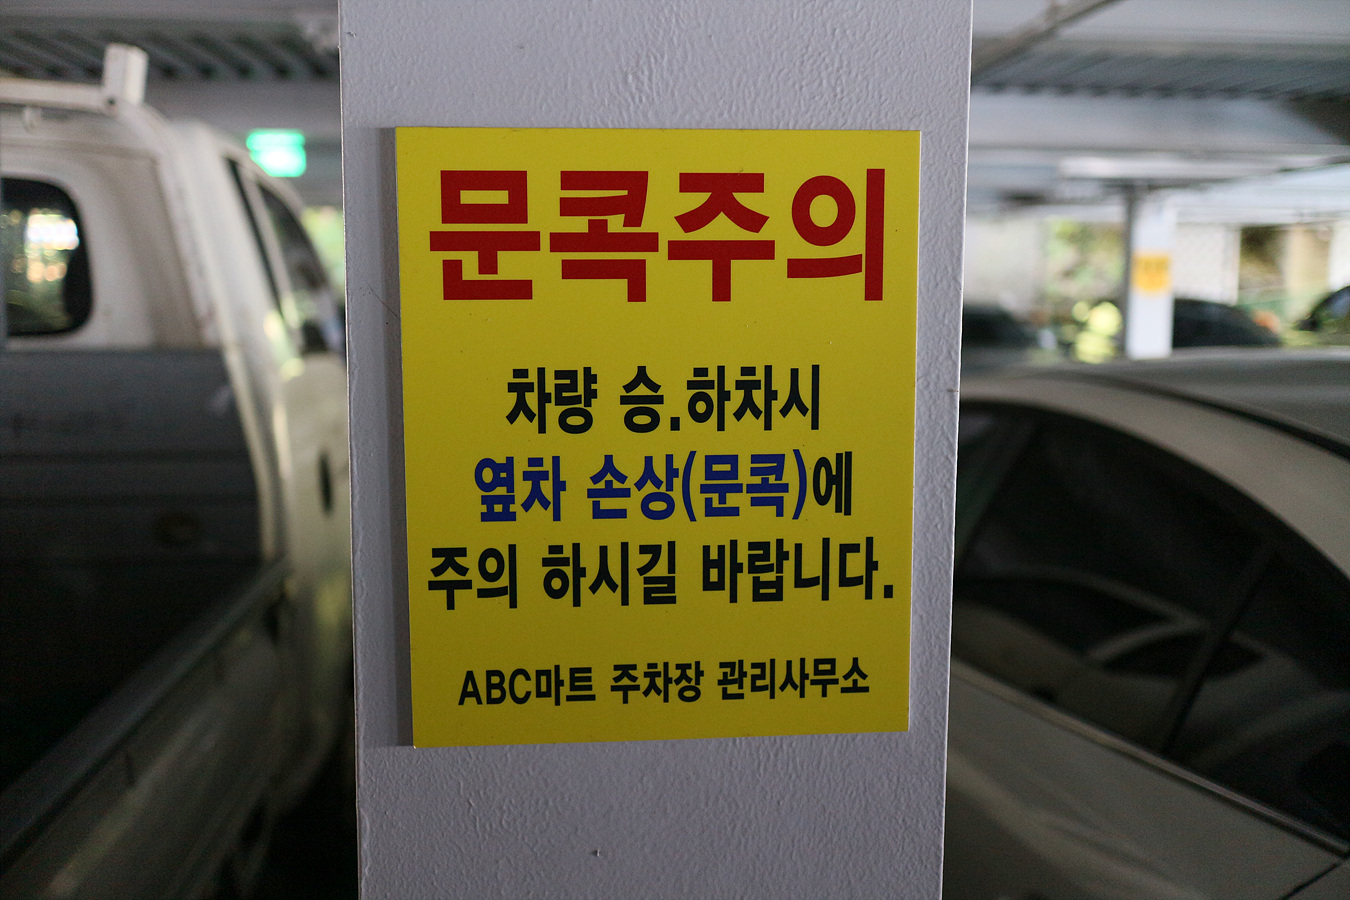 문콕주의
차량 승.하차시
옆차 손상(문콕)에
주의 하시길 바랍니다.
ABC마트 주차장 관리사무소